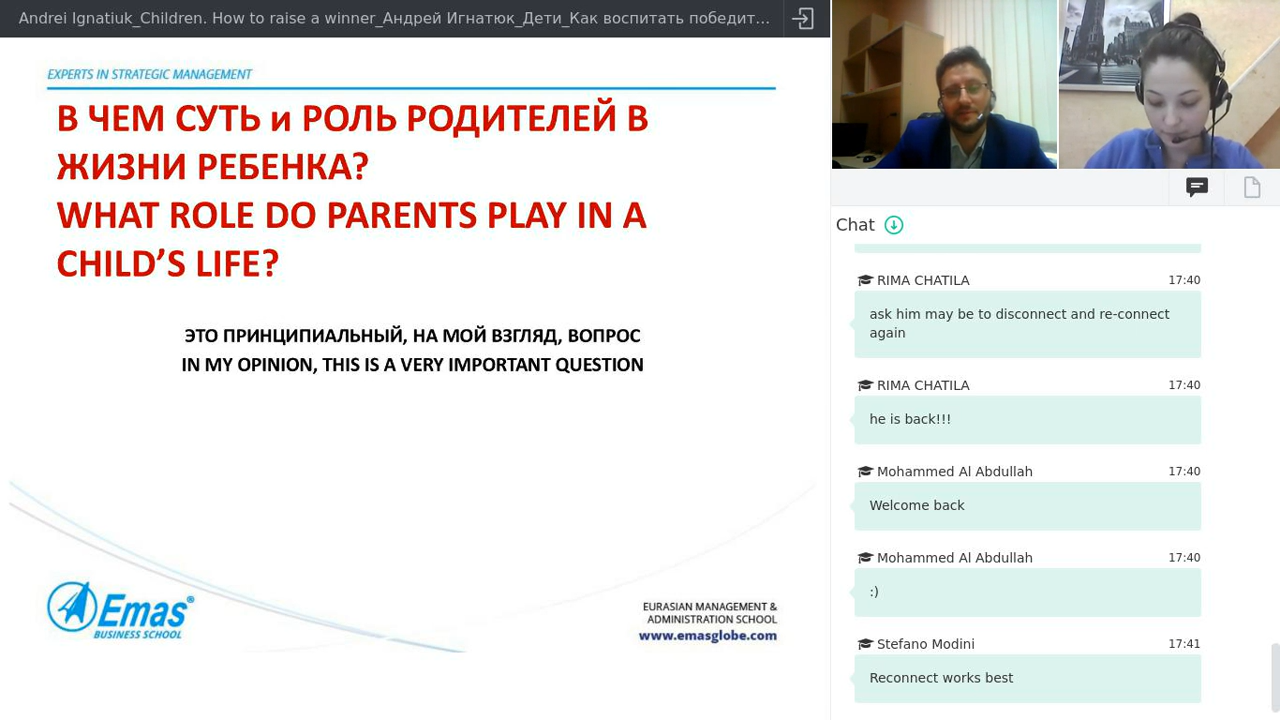 Andrei Ignatiuk_Children. How to raise a winner_Андрей Игнатюк_Дети_Как воспитать победит...
EXPERTS IN STRATEGIC MANAGEMENT
В ЧЕМ СУТЬ и РОЛЬ РОДИТЕЛЕЙ В
ЖИЗНИ РЕБЕНКА?
WHAT ROLE DO PARENTS PLAY IN A
CHILD’S LIFE?
ЭТО ПРИНЦИПИАЛЬНЫЙ, НА МОЙ ВЗГЛЯД, ВОПРОС
IN MY OPINION, THIS IS A VERY IMPORTANT QUESTION
Emas®
BUSINESS SCHOOL
EURASIAN MANAGEMENT &
ADMINISTRATION SCHOOL
www.emasglobe.com
Chat
RIMA CHATILA 17:40
ask him may be to disconnect and re-connect
again
RIMA CHATILA 17:40
he is back!!!
Mohammed Al Abdullah 17:40
Welcome back
Mohammed Al Abdullah 17:40
:)
Stefano Modini 17:41
Reconnect works best